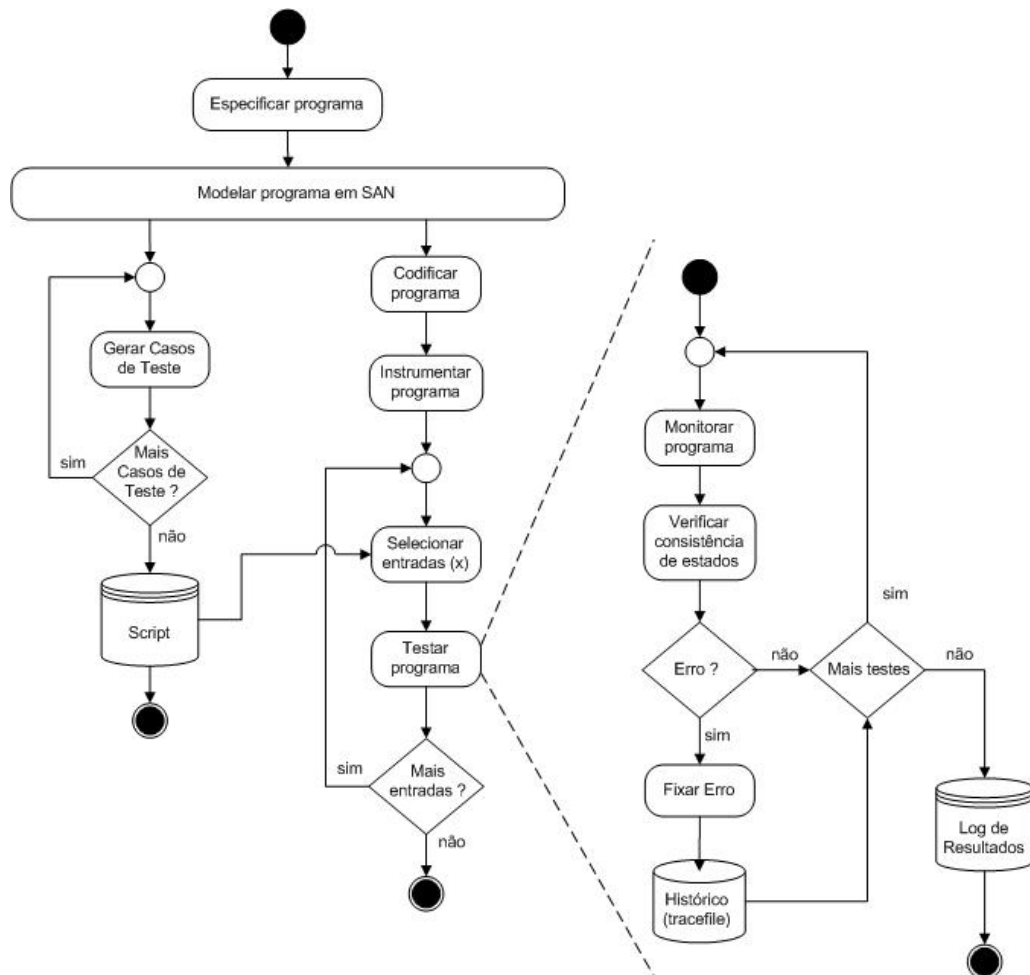 Especificar programa
Modelar programa em SAN
Gerar Casos
de Teste
Mais
Casos de
Teste ?
sim
não
Script
Codificar
programa
Instrumentar
programa
Selecionar
entradas (x)
Testar
programa
Mais
entradas ?
sim
não
Monitorar
programa
Verificar
consistência
de estados
Erro ?
não
sim
Mais testes
sim
não
Fixar Erro
Histórico
(tracefile)
Log de
Resultados